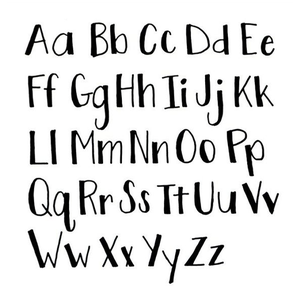 Aa Bb Cc Dd Ee
Ff Gg Hh Ii Jj Kk
Ll Mm Nn Oo Pp
Qq Rr Ss Tt Uu Vv
Ww Xx Yy Zz